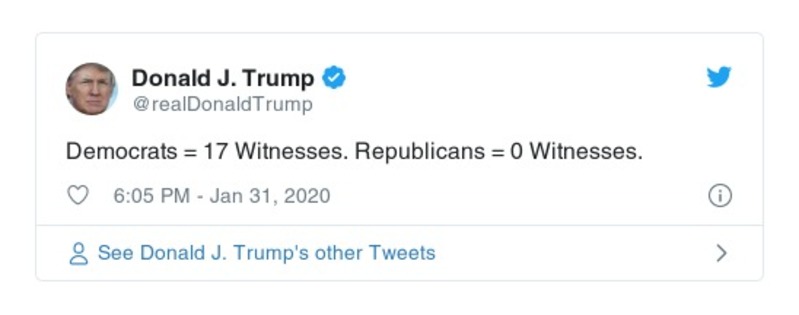 Donald J. Trump
@realDonaldTrump
Democrats = 17 Witnesses. Republicans = 0 Witnesses.
6:05 PM - Jan 31, 2020
See Donald J. Trump's other Tweets